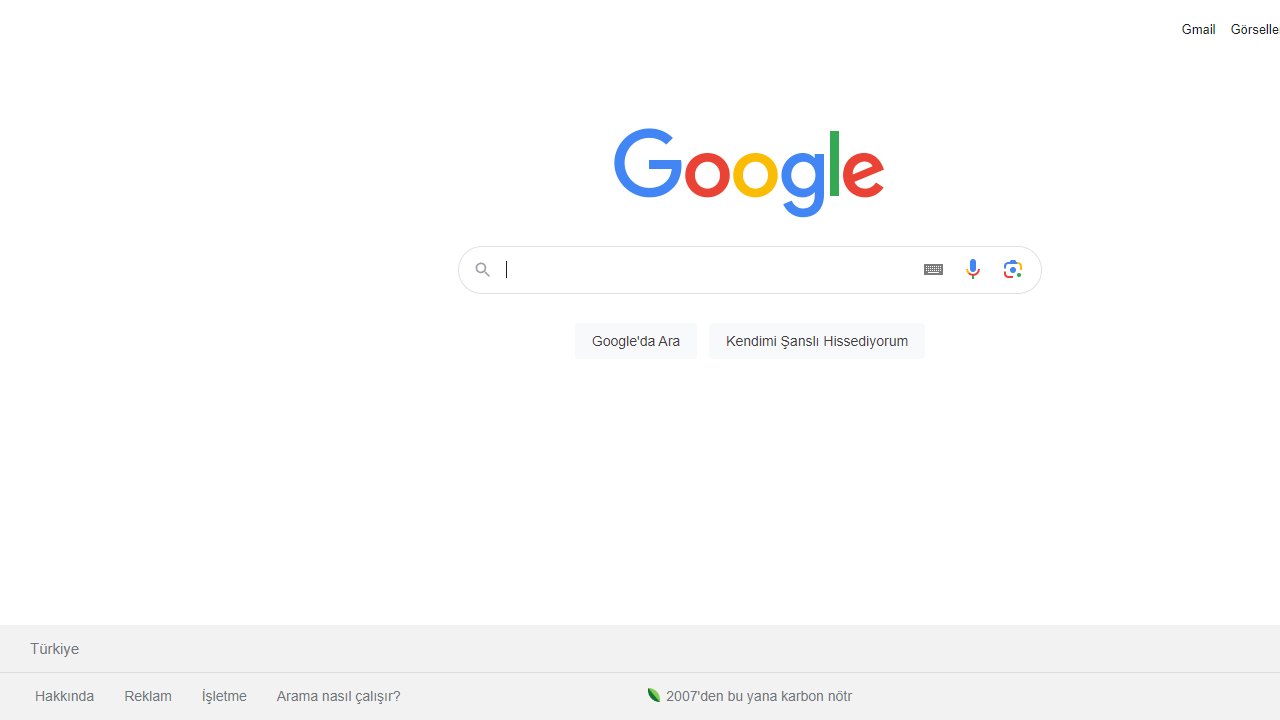 Gmail Görselle
Google
Google'da Ara Kendimi Şanslı Hissediyorum
Türkiye
Hakkında Reklam İşletme Arama nasıl çalışır? 2007'den bu yana karbon nötr